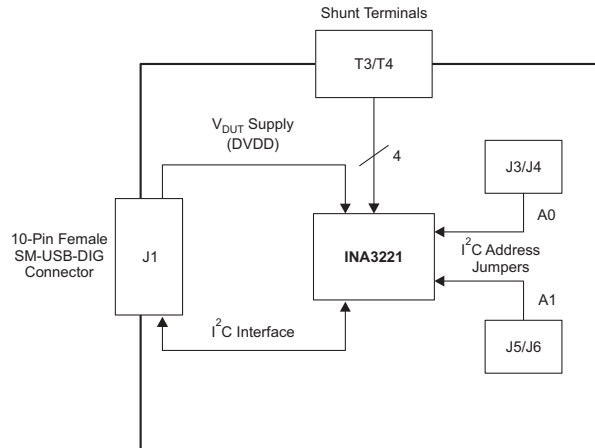 Shunt Terminals
T3/T4
V_DUT Supply
(DVDD)
4
J3/J4
A0
10-Pin Female
SM-USB-DIG
Connector
J1
INA3221
I²C Address
Jumpers
A1
I²C Interface
J5/J6